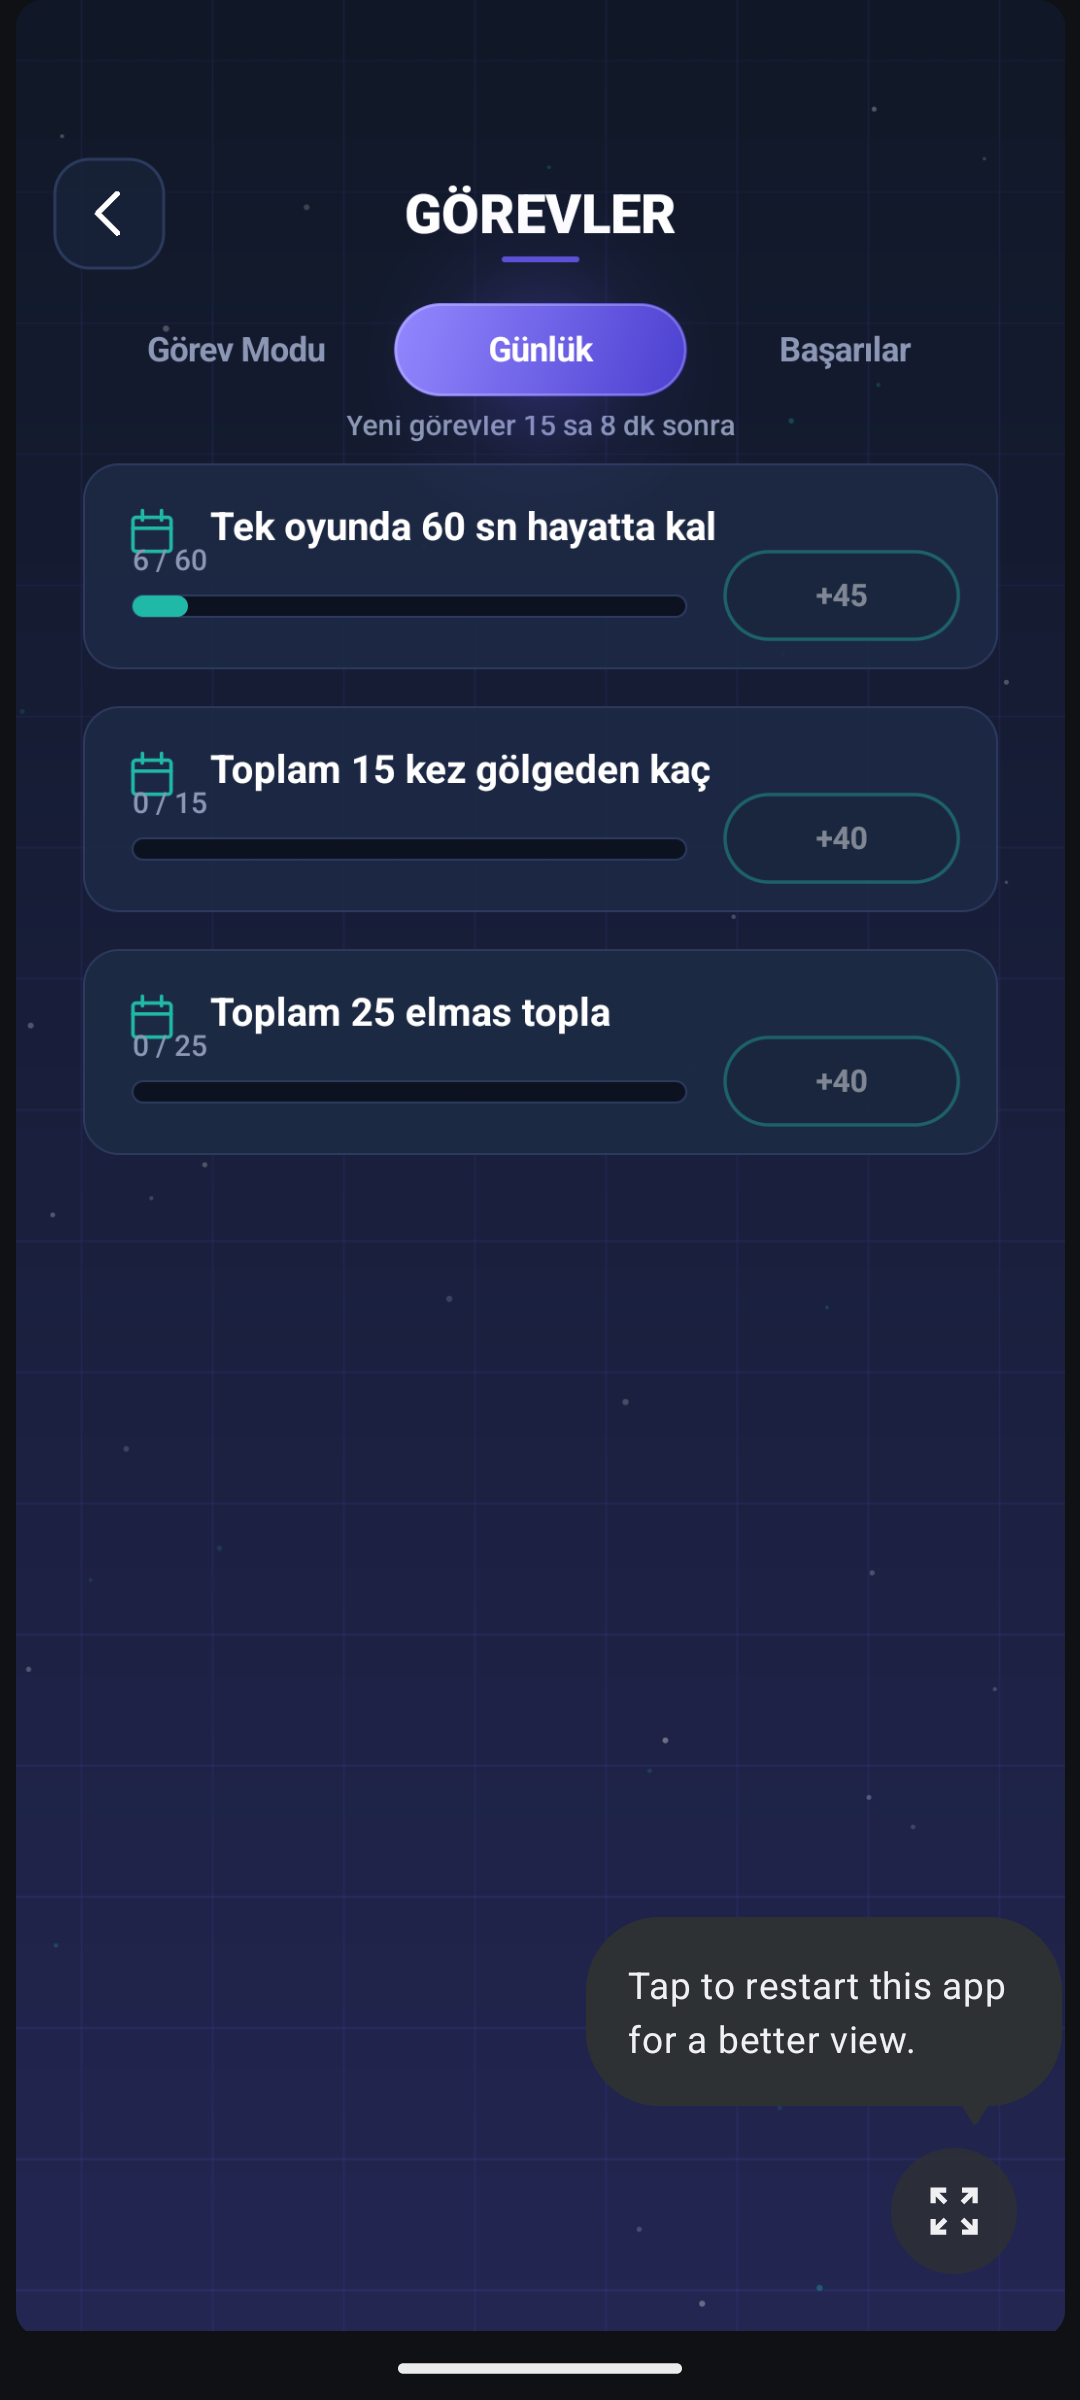 GÖREVLER
Görev Modu
Günlük
Başarılar
Yeni görevler 15 sa 8 dk sonra
Tek oyunda 60 sn hayatta kal
6 / 60
+45
Toplam 15 kez gölgeden kaç
0 / 15
+40
Toplam 25 elmas topla
0 / 25
+40
Tap to restart this app
for a better view.